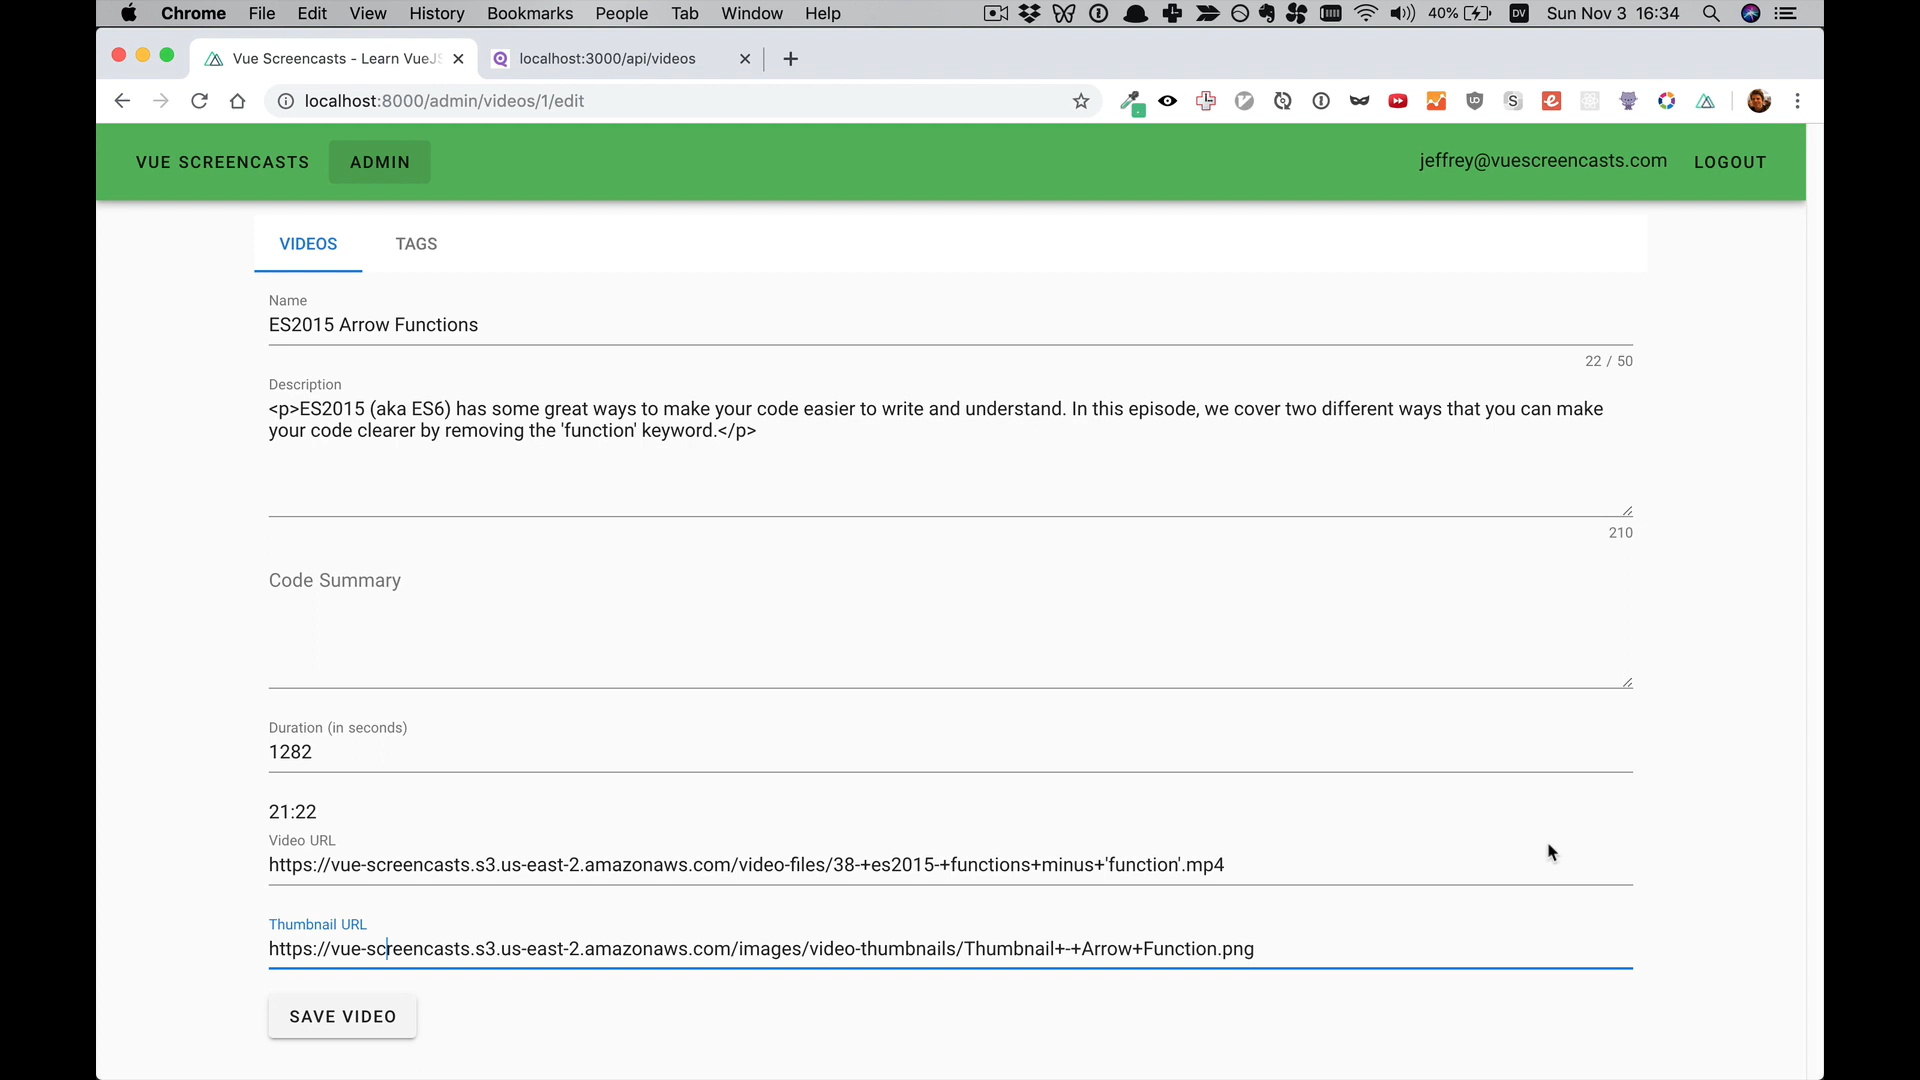 Chrome File Edit View History Bookmarks People Tab Window Help 40% DV Sun Nov 3 16:34
Vue Screencasts - Learn VueJS localhost:3000/api/videos
localhost:8000/admin/videos/1/edit
VUE SCREENCASTS ADMIN jeffrey@vuescreencasts.com LOGOUT
VIDEOS TAGS
Name
ES2015 Arrow Functions
22 / 50
Description
<p>ES2015 (aka ES6) has some great ways to make your code easier to write and understand. In this episode, we cover two different ways that you can make
your code clearer by removing the 'function' keyword.</p>
210
Code Summary
Duration (in seconds)
1282
21:22
Video URL
https://vue-screencasts.s3.us-east-2.amazonaws.com/video-files/38-+es2015-+functions+minus+'function'.mp4
Thumbnail URL
https://vue-screencasts.s3.us-east-2.amazonaws.com/images/video-thumbnails/Thumbnail+-+Arrow+Function.png
SAVE VIDEO